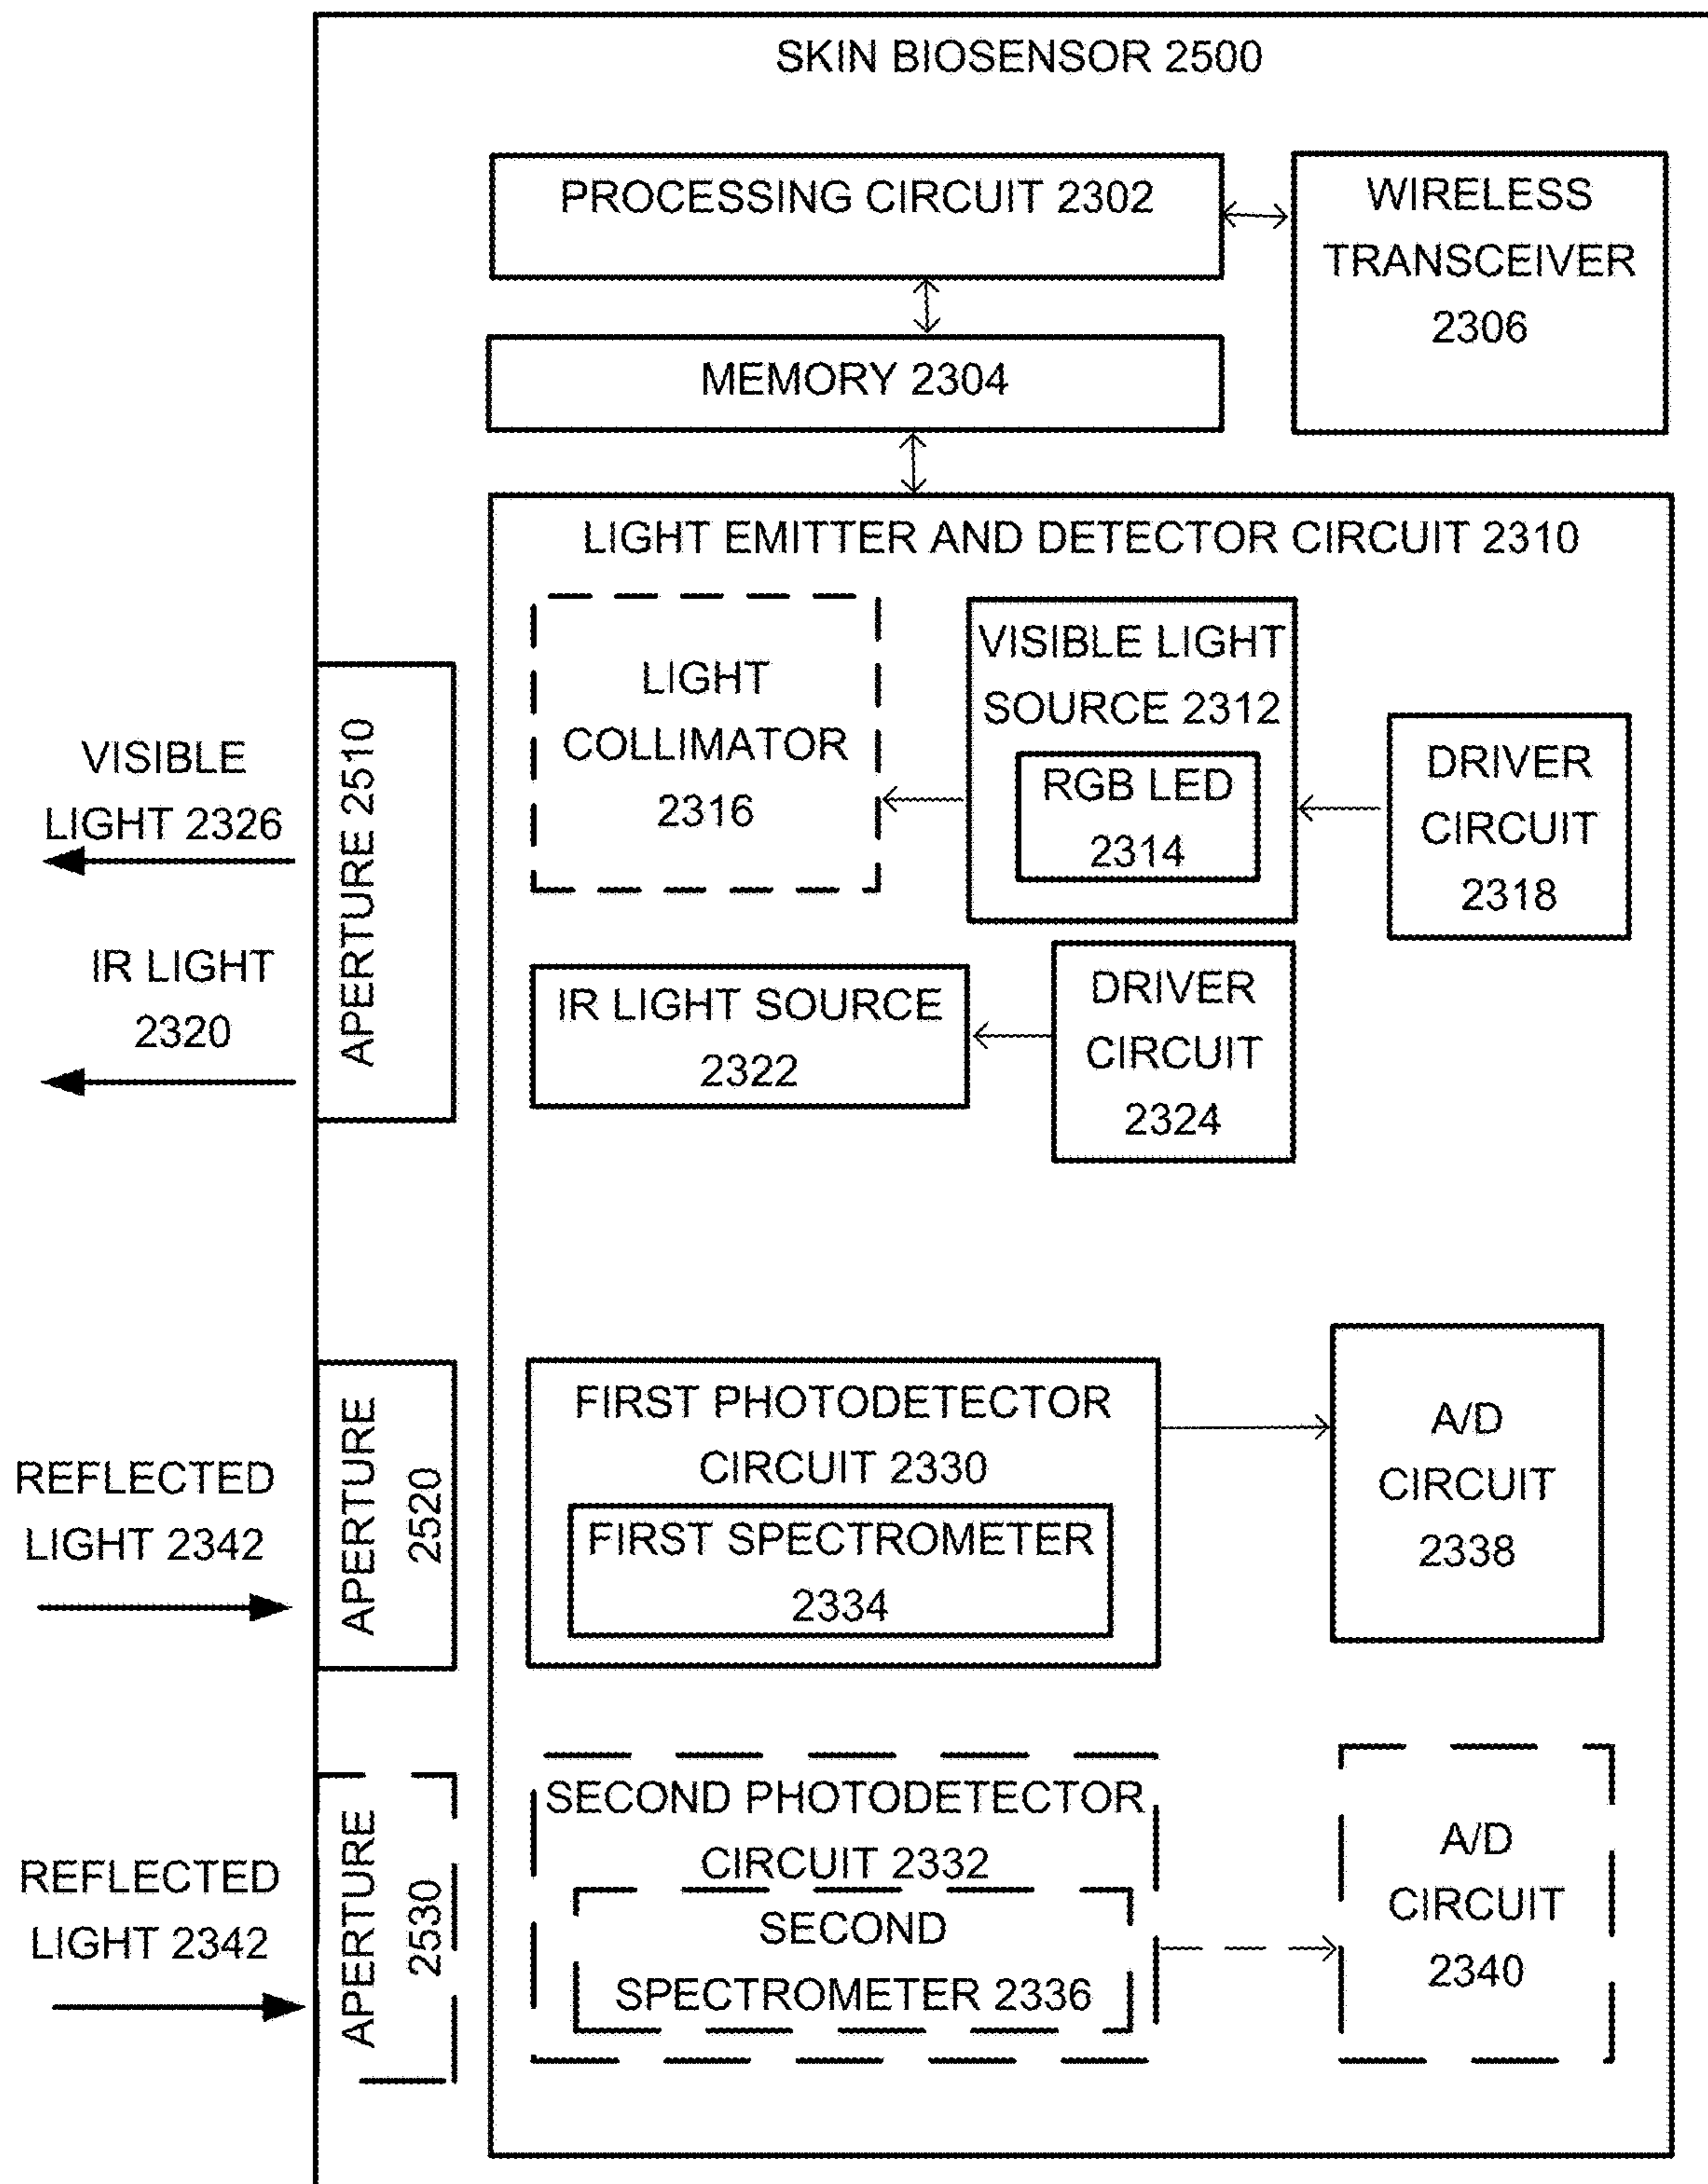 SKIN BIOSENSOR 2500
PROCESSING CIRCUIT 2302
WIRELESS
TRANSCEIVER
2306
MEMORY 2304
LIGHT EMITTER AND DETECTOR CIRCUIT 2310
VISIBLE
LIGHT 2326
IR LIGHT
2320
APERTURE 2510
LIGHT
COLLIMATOR
2316
VISIBLE LIGHT
SOURCE 2312
RGB LED
2314
DRIVER
CIRCUIT
2318
IR LIGHT SOURCE
2322
DRIVER
CIRCUIT
2324
REFLECTED
LIGHT 2342
APERTURE
2520
FIRST PHOTODETECTOR
CIRCUIT 2330
FIRST SPECTROMETER
2334
A/D
CIRCUIT
2338
REFLECTED
LIGHT 2342
APERTURE
2530
SECOND PHOTODETECTOR
CIRCUIT 2332
SECOND
SPECTROMETER 2336
A/D
CIRCUIT
2340